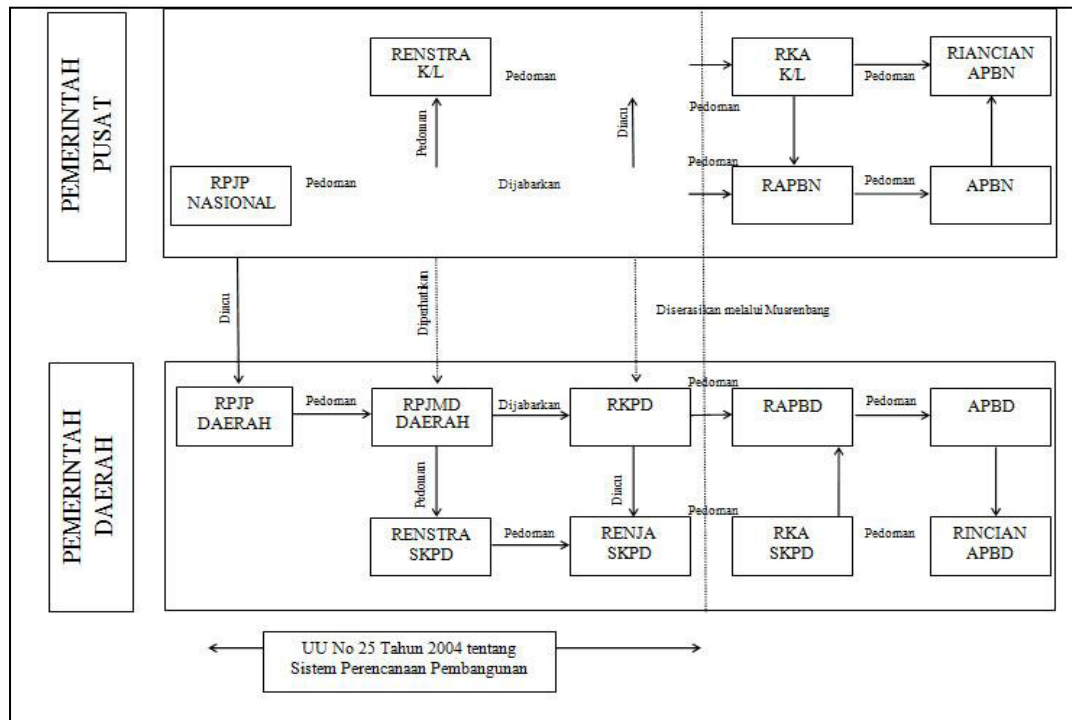 PEMERINTAH
PUSAT
RENSTRA
K/L
Pedoman
RKA
K/L
Pedoman
RIANCIAN
APBN
Pedoman
Pedoman
Diacu
RPJP
NASIONAL
Pedoman
Dijabarkan
Pedoman
RAPBN
Pedoman
APBN
Diacu
Diperhatikan
Diserasikan melalui Musrenbang
PEMERINTAH
DAERAH
RPJP
DAERAH
Pedoman
RPJMD
DAERAH
Dijabarkan
RKPD
Pedoman
RAPBD
Pedoman
APBD
Pedoman
Diacu
RENSTRA
SKPD
Pedoman
RENJA
SKPD
Pedoman
RKA
SKPD
Pedoman
RINCIAN
APBD
UU No 25 Tahun 2004 tentang
Sistem Perencanaan Pembangunan